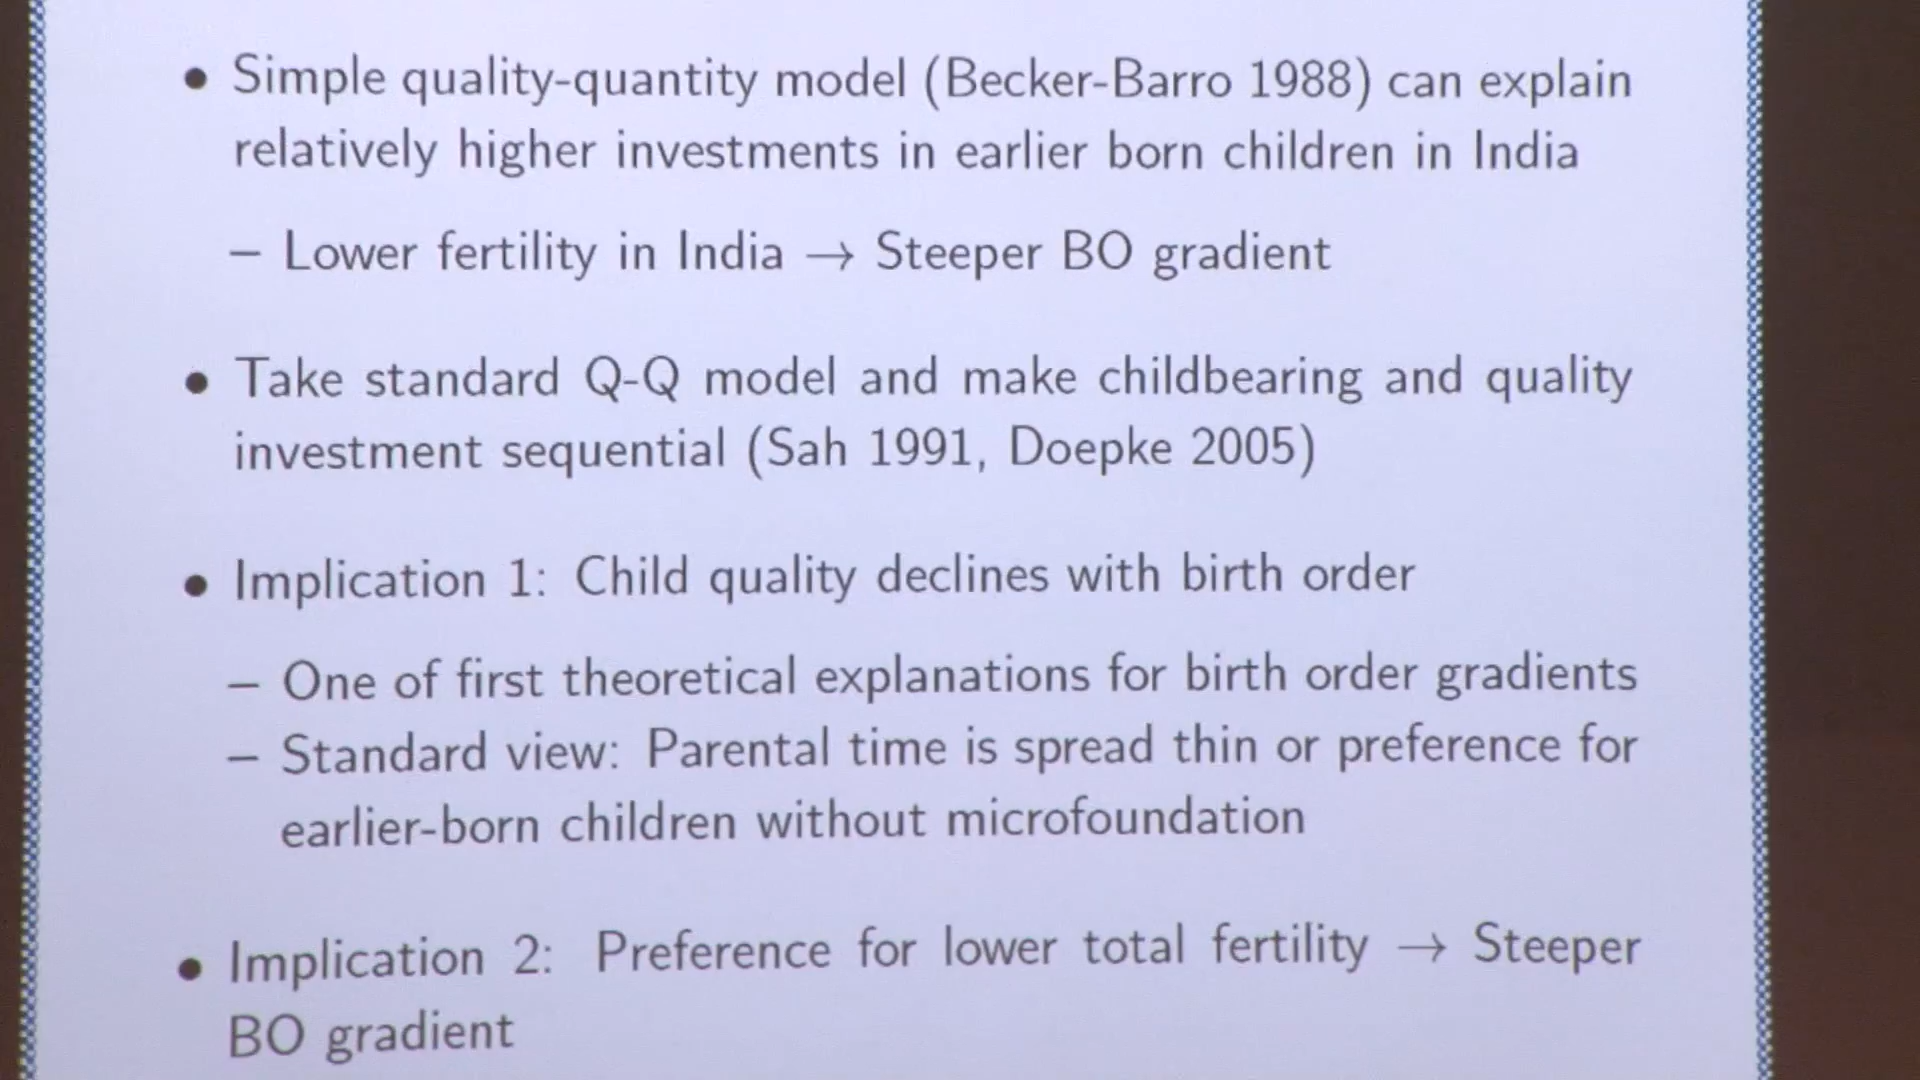 • Simple quality-quantity model (Becker-Barro 1988) can explain
relatively higher investments in earlier born children in India
– Lower fertility in India → Steeper BO gradient
• Take standard Q-Q model and make childbearing and quality
investment sequential (Sah 1991, Doepke 2005)
• Implication 1: Child quality declines with birth order
– One of first theoretical explanations for birth order gradients
– Standard view: Parental time is spread thin or preference for
earlier-born children without microfoundation
• Implication 2: Preference for lower total fertility → Steeper
BO gradient